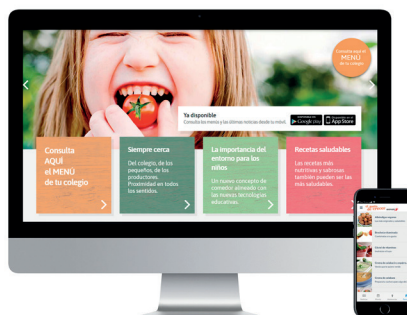 Consulta aquí el
MENÚ
de tu colegio
Ya disponible
Consulta los menús y las últimas noticias desde tu móvil.
Google play
App Store
Consulta
AQUÍ
el MENÚ
de tu colegio
Siempre cerca
Del colegio, de los
pequeños, de los
productores.
Proximidad en todos
los sentidos.
La importancia del
entorno para los
niños
Un nuevo concepto de
comedor alineado con
las nuevas tecnologías
educativas.
Recetas saludables
Las recetas más
nutritivas y sabrosas
también pueden ser las
más saludables.